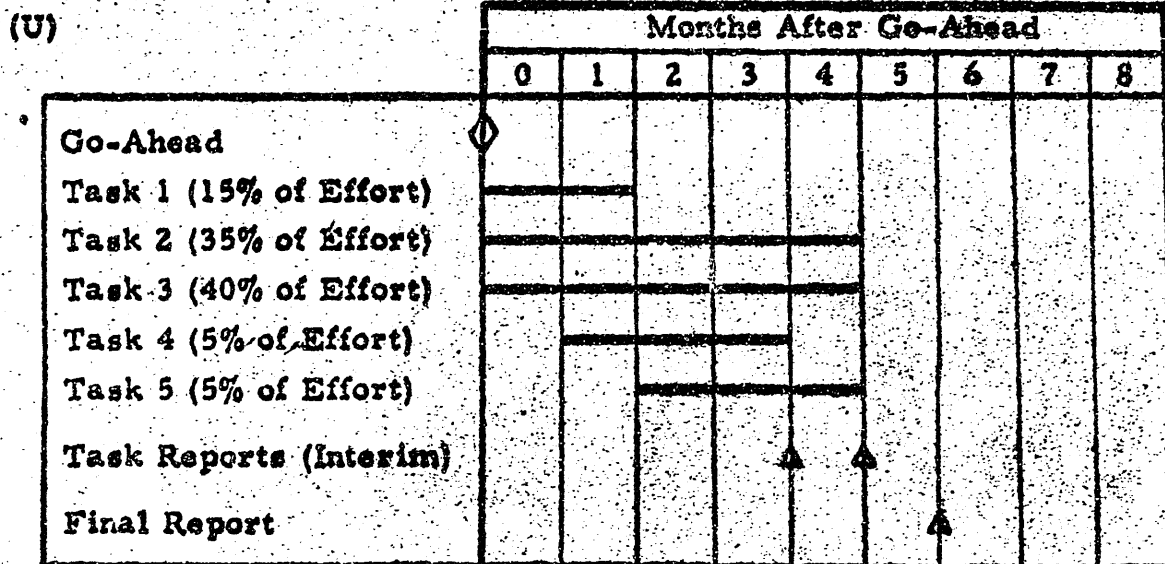 (U)
Months After Go-Ahead
0 1 2 3 4 5 6 7 8
Go-Ahead
Task 1 (15% of Effort)
Task 2 (35% of Effort)
Task 3 (40% of Effort)
Task 4 (5% of Effort)
Task 5 (5% of Effort)
Task Reports (Interim)
Final Report